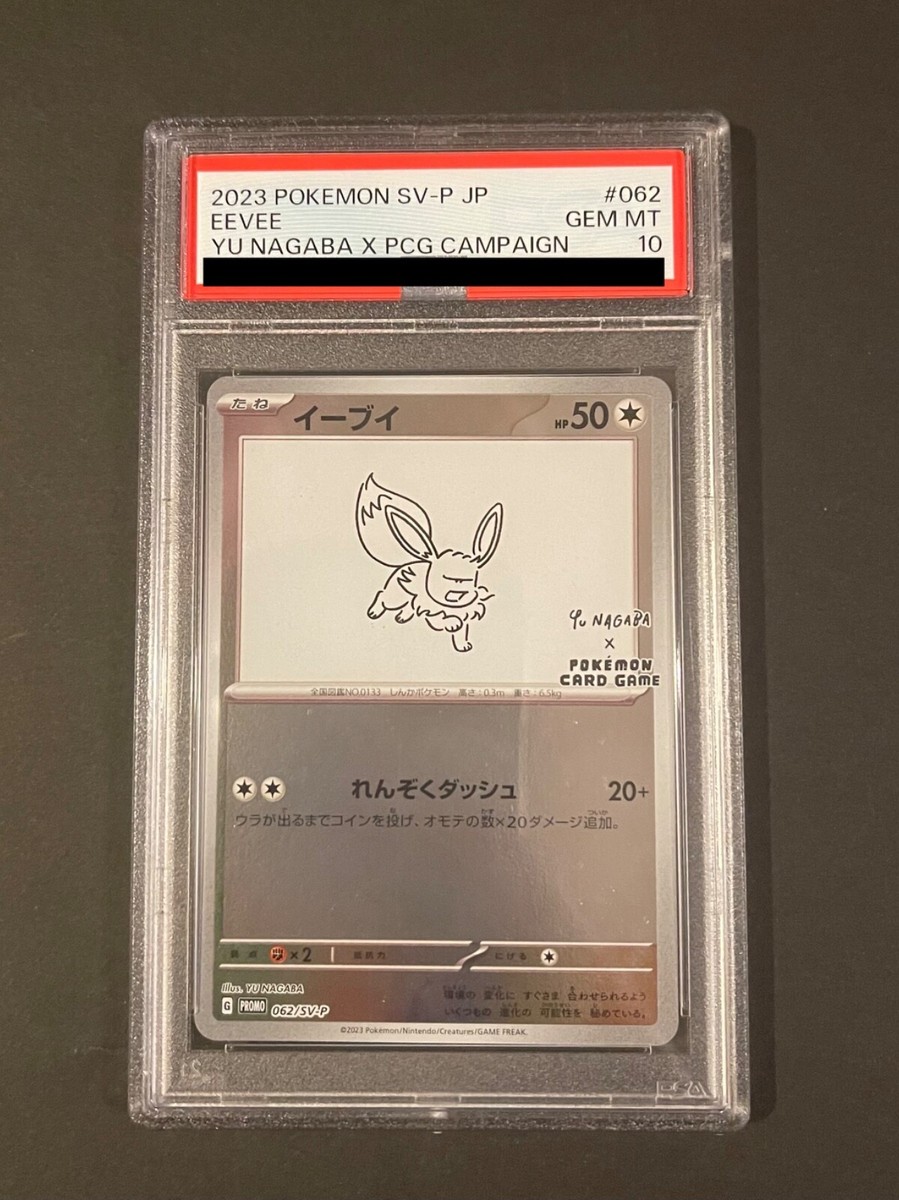 2023 POKEMON SV-P JP #062
EEVEE GEM MT
YU NAGABA X PCG CAMPAIGN 10
たね イーブイ HP50
Yu NAGABA
X
POKÉMON
CARD GAME
全国図鑑NO.0133 しんかポケモン 高さ:0.3m 重さ:6.5kg
れんぞくダッシュ 20+
ウラが出るまでコインを投げ、オモテの数×20ダメージ追加。
弱点 ×2 抵抗力 にげる
Illus. YU NAGABA
環境の変化に すぐさま 合わせられるよう
G PROMO 062/SV-P
いくつもの 進化の 可能性を 秘めている。
©2023 Pokémon/Nintendo/Creatures/GAME FREAK.
PSA